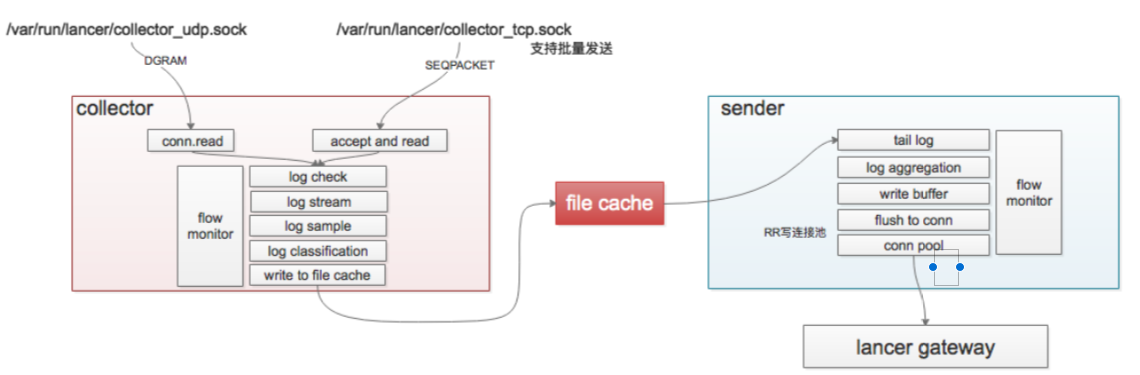 /var/run/lancer/collector_udp.sock
/var/run/lancer/collector_tcp.sock
支持批量发送
DGRAM
SEQPACKET
collector
conn.read
accept and read
flow
monitor
log check
log stream
log sample
log classification
write to file cache
file cache
sender
tail log
log aggregation
write buffer
flush to conn
conn pool
RR写连接池
flow
monitor
lancer gateway